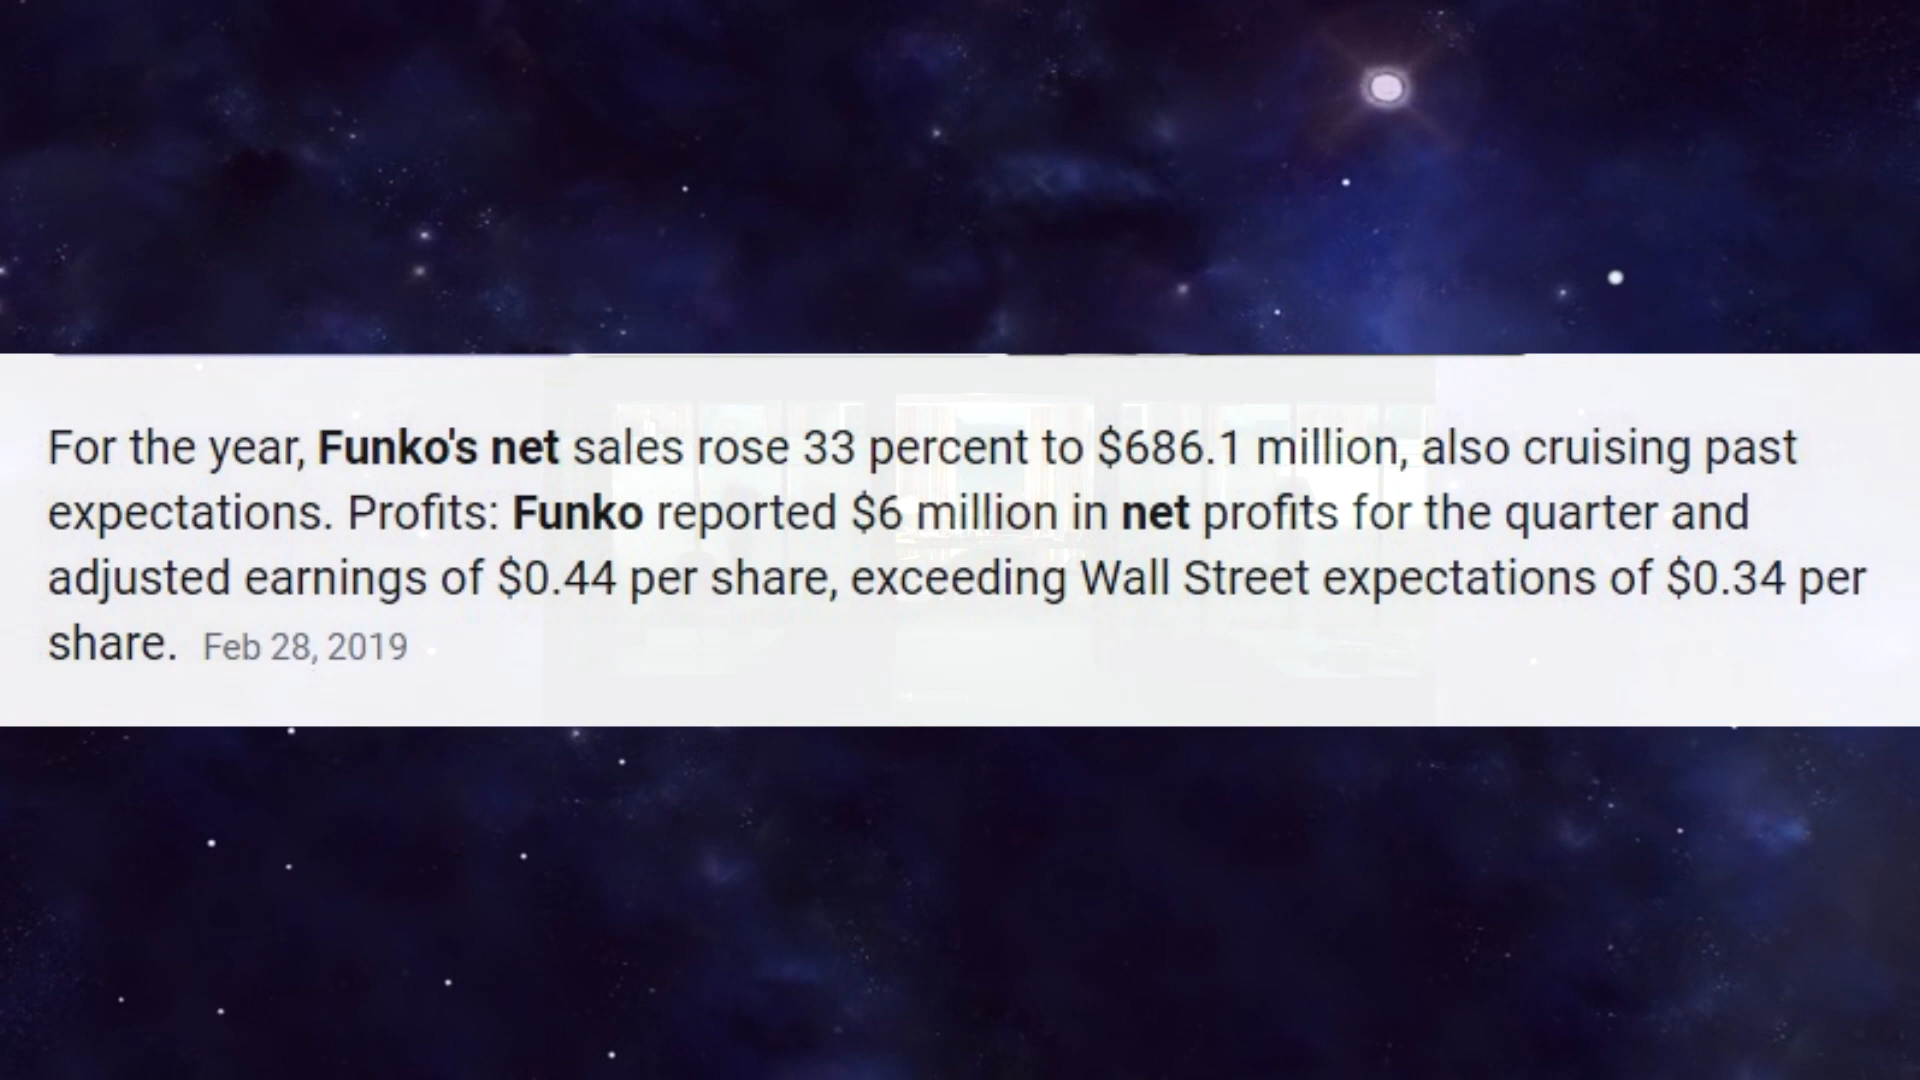 For the year, Funko's net sales rose 33 percent to $686.1 million, also cruising past
expectations. Profits: Funko reported $6 million in net profits for the quarter and
adjusted earnings of $0.44 per share, exceeding Wall Street expectations of $0.34 per
share. Feb 28, 2019